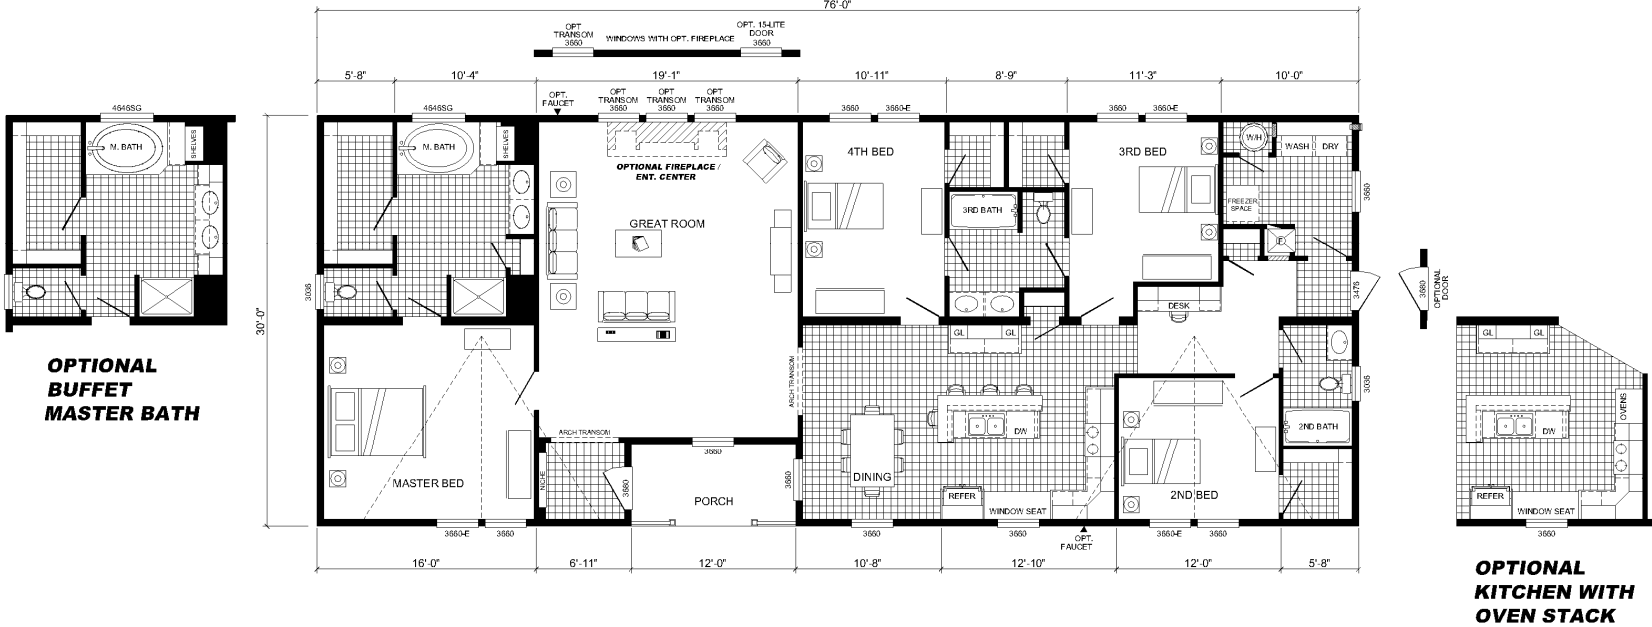 76'-0"
OPT
TRANSOM
3660
WINDOWS WITH OPT. FIREPLACE
OPT. 15-LITE
DOOR
3660
5'-8"
10'-4"
19'-1"
10'-11"
8'-9"
11'-3"
10'-0"
4646SG
4646SG
OPT.
FAUCET
OPT
TRANSOM
3660
OPT
TRANSOM
3660
OPT
TRANSOM
3660
3660
3660-E
3660
3660-E
M. BATH
SHELVES
M. BATH
SHELVES
OPTIONAL FIREPLACE /
ENT. CENTER
4TH BED
3RD BED
W/H
WASH
DRY
3660
FREEZER
SPACE
3RD BATH
GREAT ROOM
F
3036
30'-0"
3476
3680
OPTIONAL
DOOR
DESK
GL
GL
GL
GL
OPTIONAL
BUFFET
MASTER BATH
ARCH TRANSOM
3036
OVENS
ARCH TRANSOM
DW
2ND BATH
DW
3660
MASTER BED
NICHE
3680
PORCH
3660
DINING
REFER
WINDOW SEAT
2ND BED
REFER
WINDOW SEAT
3660-E
3660
3660
3660
OPT.
FAUCET
3660-E
3660
3660
16'-0"
6'-11"
12'-0"
10'-8"
12'-10"
12'-0"
5'-8"
OPTIONAL
KITCHEN WITH
OVEN STACK